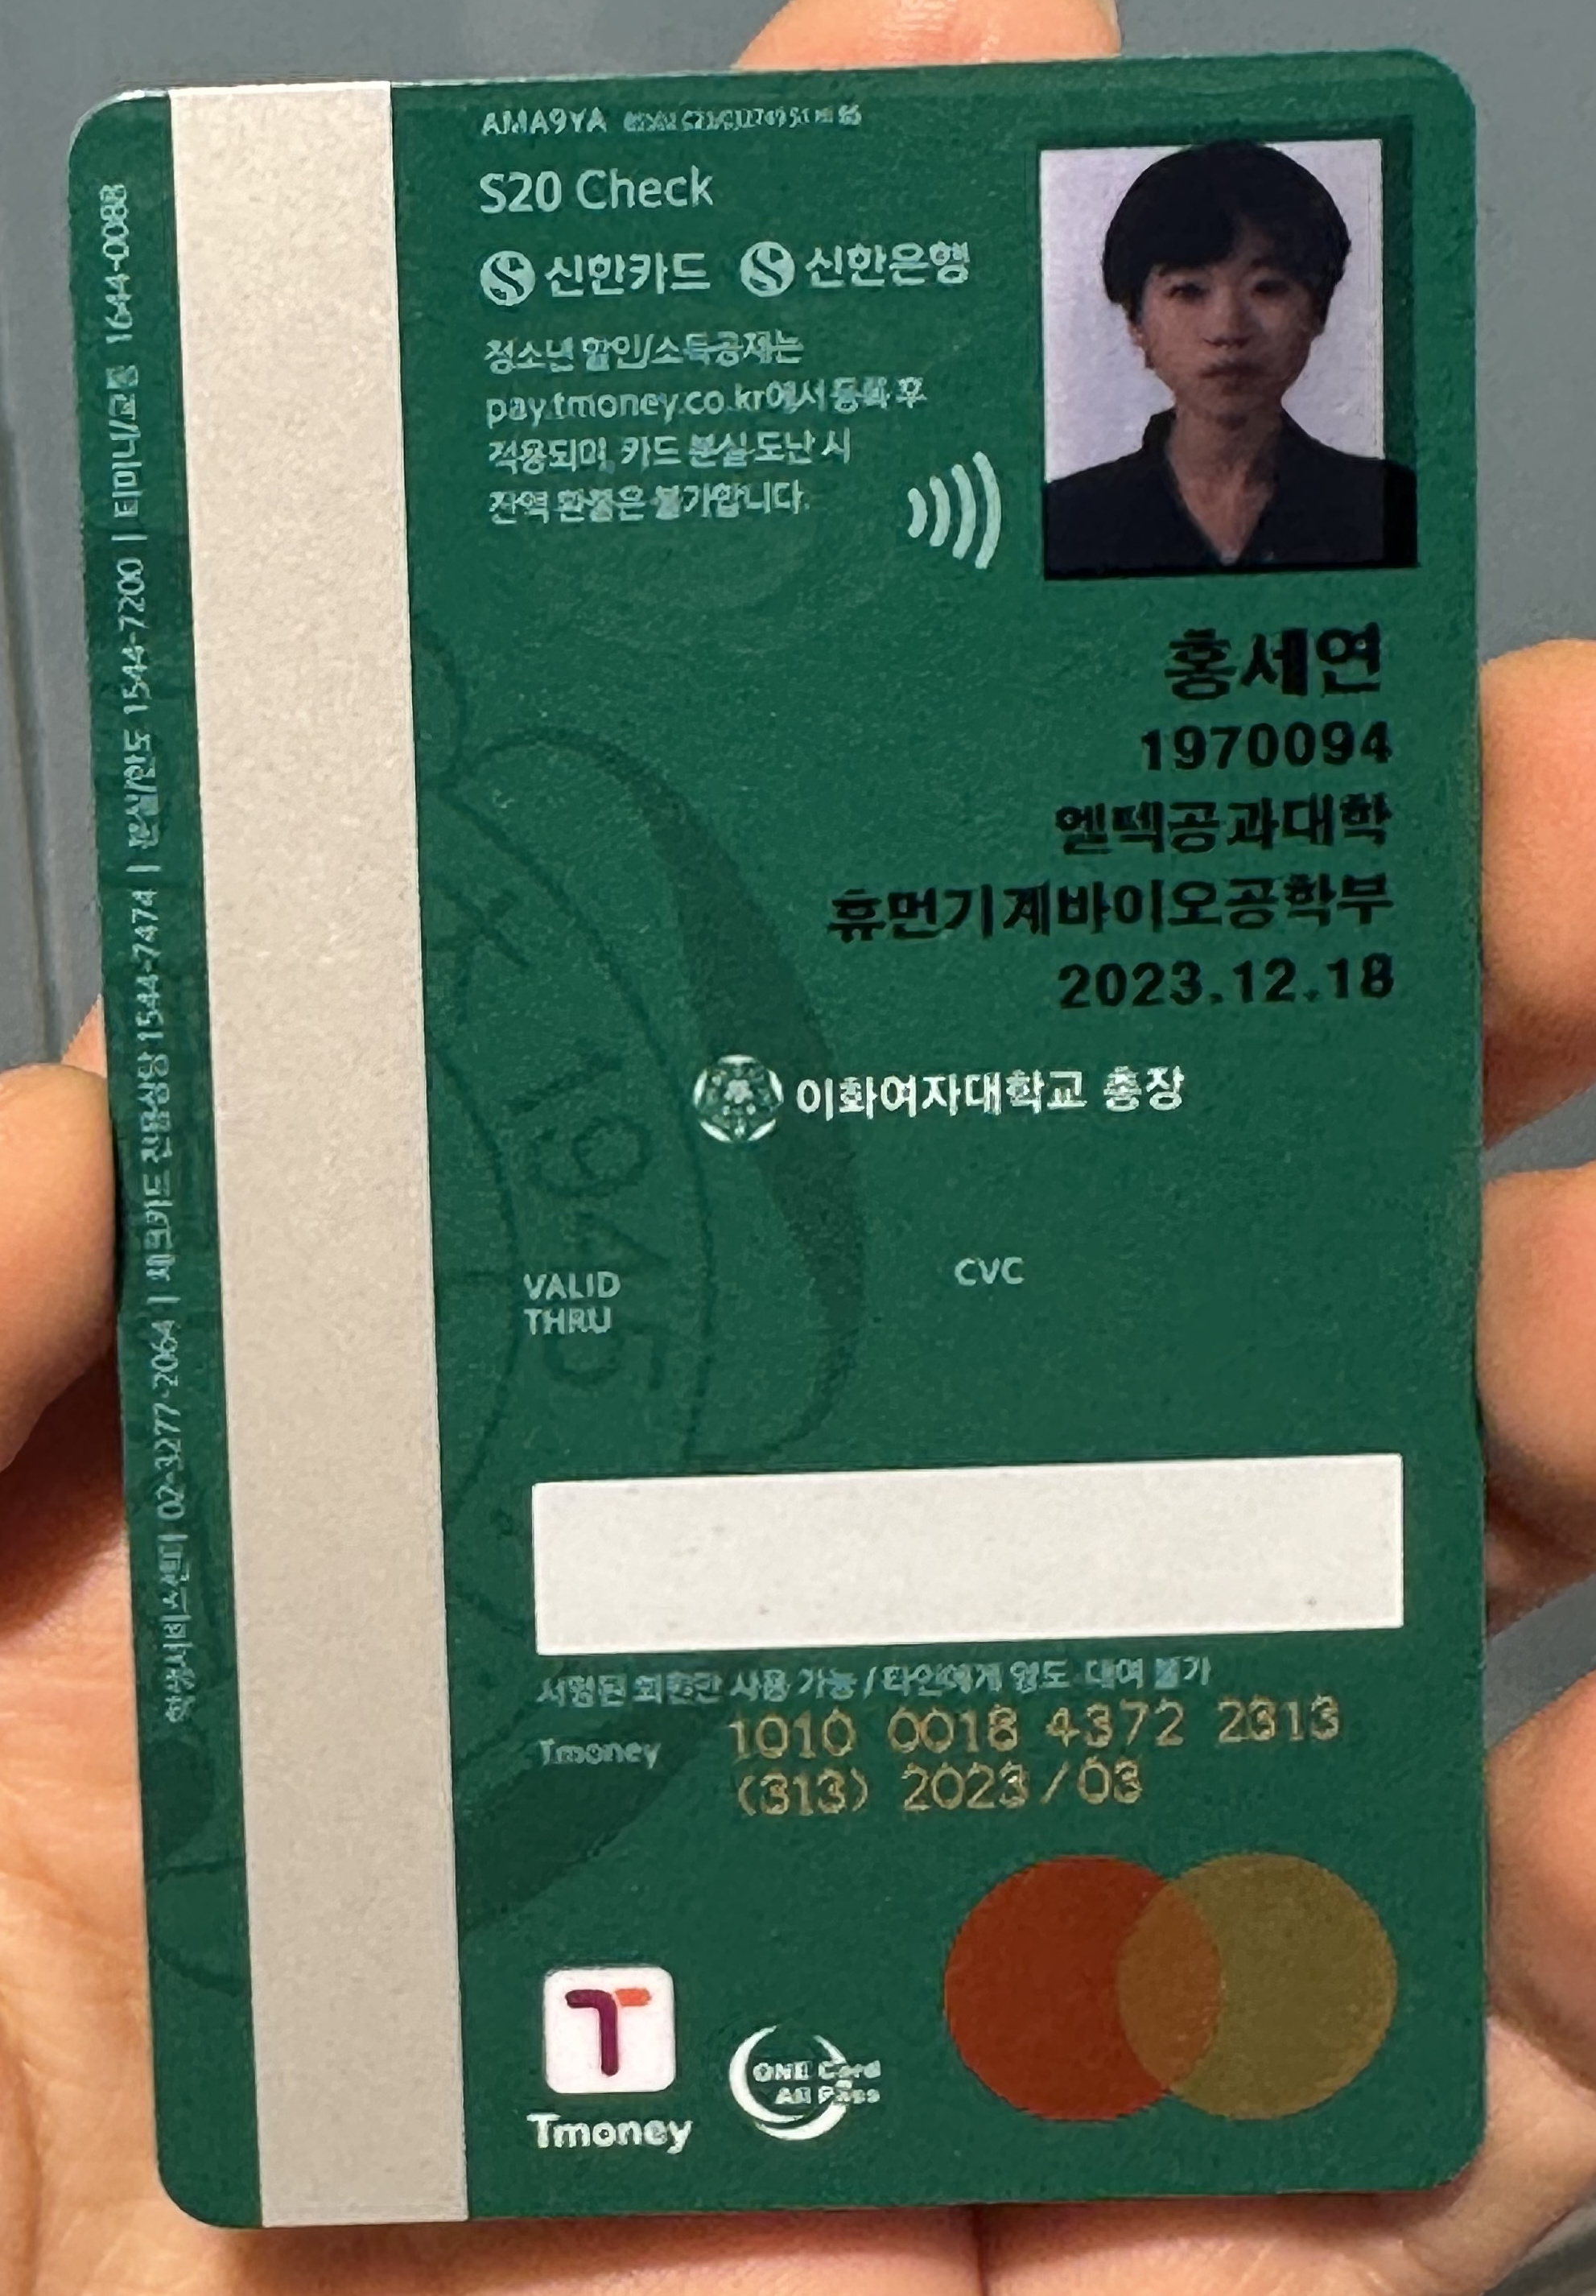 AMA9YA
S20 Check
신한카드 신한은행
청소년 할인/소득공제는
pay.tmoney.co.kr에서 등록 후
적용되며, 카드 분실·도난 시
잔액 환불은 불가합니다.
홍세연
1970094
엘텍공과대학
휴먼기계바이오공학부
2023.12.18
이화여자대학교 총장
VALID
THRU
CVC
서명된 회원만 사용 가능 / 타인에게 양도·대여 불가
Tmoney 1010 0018 4372 2313
(313) 2023/03
Tmoney
ONE Card
All Pass
학생서비스센터 02-3277-2064 | 체크카드 전용상담 1544-7474 | 분실/도난 1544-7200 | 티머니/교통 1644-0088
1945